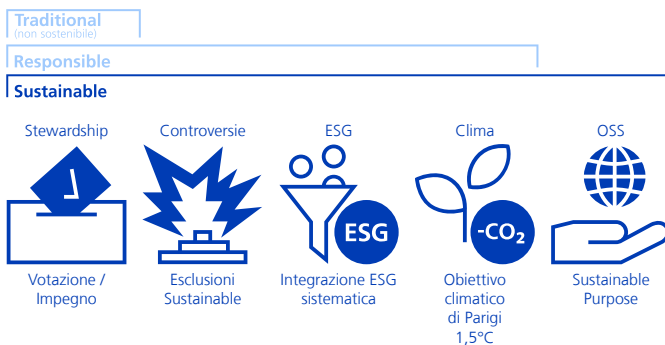 Traditional
(non sostenibile)
Responsible
Sustainable
Stewardship
Controversie
ESG
Clima
OSS
ESG
-CO₂
Votazione /
Impegno
Esclusioni
Sustainable
Integrazione ESG
sistematica
Obiettivo
climatico
di Parigi
1,5°C
Sustainable
Purpose